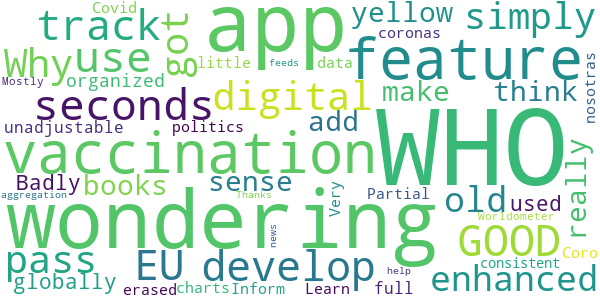 Covid
app
yellow
simply
track
got
coronas
Why
use
feature
little
feeds
data
organized
Mostly
nosotras
seconds
digital
make
think
WHO
unadjustable
politics
add
vaccination
really
Badly
books
sense
Very
Partial
old
used
aggregation
Thanks
wondering
Worldometer
GOOD
news
pass
EU
develop
consistent
Coro
globally
help
enhanced
erased
charts
Inform
Learn
full